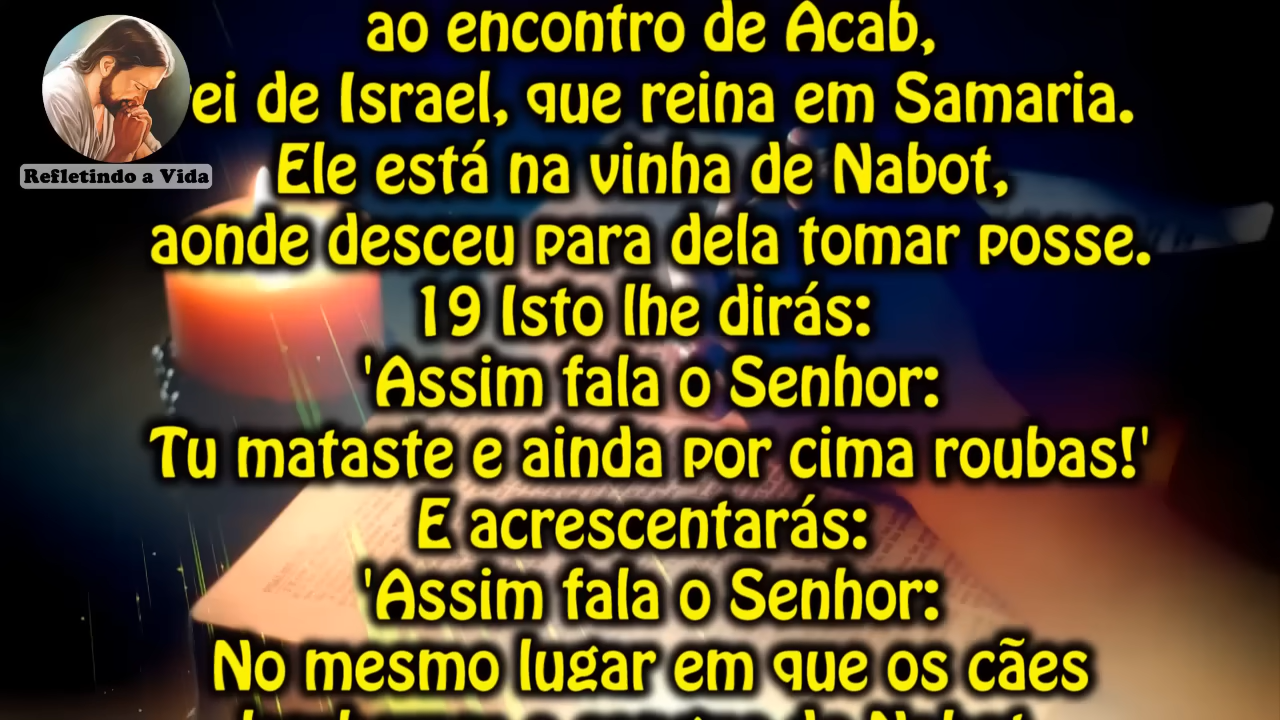 ao encontro de Acab,
rei de Israel, que reina em Samaria.
Ele está na vinha de Nabot,
aonde desceu para dela tomar posse.
19 Isto lhe dirás:
'Assim fala o Senhor:
Tu mataste e ainda por cima roubas!'
E acrescentarás:
'Assim fala o Senhor:
No mesmo lugar em que os cães
de Nabot,
Refletindo a Vida